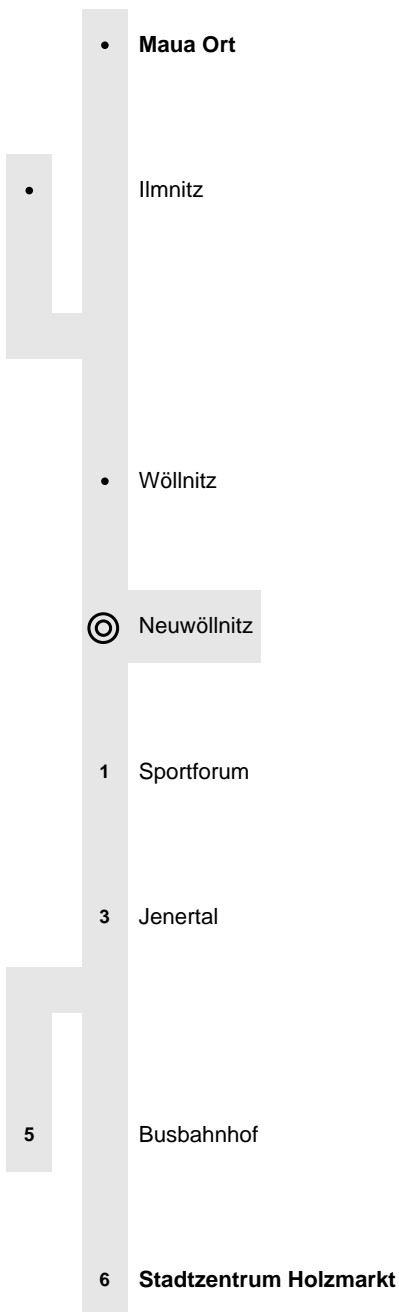 Maua Ort
Ilmnitz
Wöllnitz
Neuwöllnitz
1 Sportforum
3 Jenertal
5 Busbahnhof
6 Stadtzentrum Holzmarkt